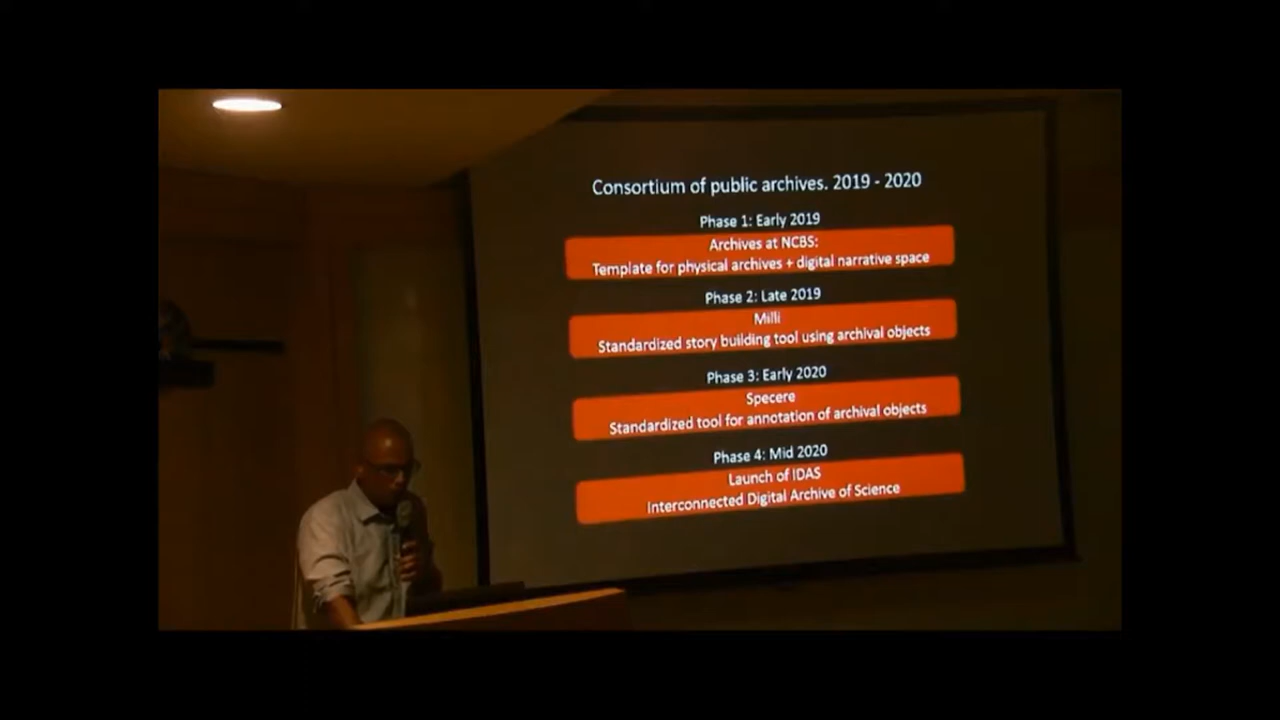 Consortium of public archives. 2019 - 2020
Phase 1: Early 2019
Archives at NCBS:
Template for physical archives + digital narrative space
Phase 2: Late 2019
Milli
Standardized story building tool using archival objects
Phase 3: Early 2020
Specere
Standardized tool for annotation of archival objects
Phase 4: Mid 2020
Launch of IDAS
Interconnected Digital Archive of Science